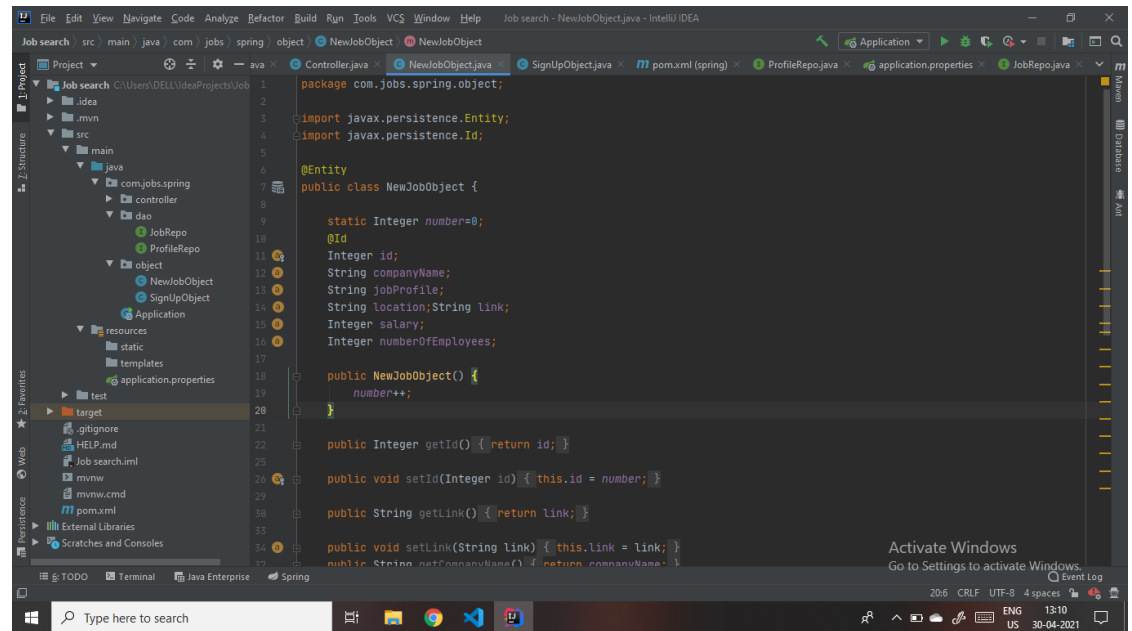 File Edit View Navigate Code Analyze Refactor Build Run Tools VCS Window Help Job search - NewJobObject.java - IntelliJ IDEA
Job search src main java com jobs spring object NewJobObject NewJobObject Application
Project ava Controller.java NewJobObject.java SignUpObject.java pom.xml (spring) ProfileRepo.java application.properties JobRepo.java
1: Project
Z: Structure
2: Favorites
Web
Persistence
Job search C:\Users\DELL\IdeaProjects\Job
.idea
.mvn
src
main
java
com.jobs.spring
controller
dao
JobRepo
ProfileRepo
object
NewJobObject
SignUpObject
Application
resources
static
templates
application.properties
test
target
.gitignore
HELP.md
Job search.iml
mvnw
mvnw.cmd
pom.xml
External Libraries
Scratches and Consoles
1 package com.jobs.spring.object;
2
3 import javax.persistence.Entity;
4 import javax.persistence.Id;
5
6 @Entity
7 public class NewJobObject {
8
9 static Integer number=0;
10 @Id
11 Integer id;
12 String companyName;
13 String jobProfile;
14 String location;String link;
15 Integer salary;
16 Integer numberOfEmployees;
17
18 public NewJobObject() {
19 number++;
20 }
21
22 public Integer getId() { return id; }
25
26 public void setId(Integer id) { this.id = number; }
29
30 public String getLink() { return link; }
33
34 public void setLink(String link) { this.link = link; }
37 public String getCompanyName() { return companyName; }
Maven
Database
Ant
Activate Windows
Go to Settings to activate Windows.
6: TODO Terminal Java Enterprise Spring Event Log
20:6 CRLF UTF-8 4 spaces
Type here to search
ENG
US
13:10
30-04-2021